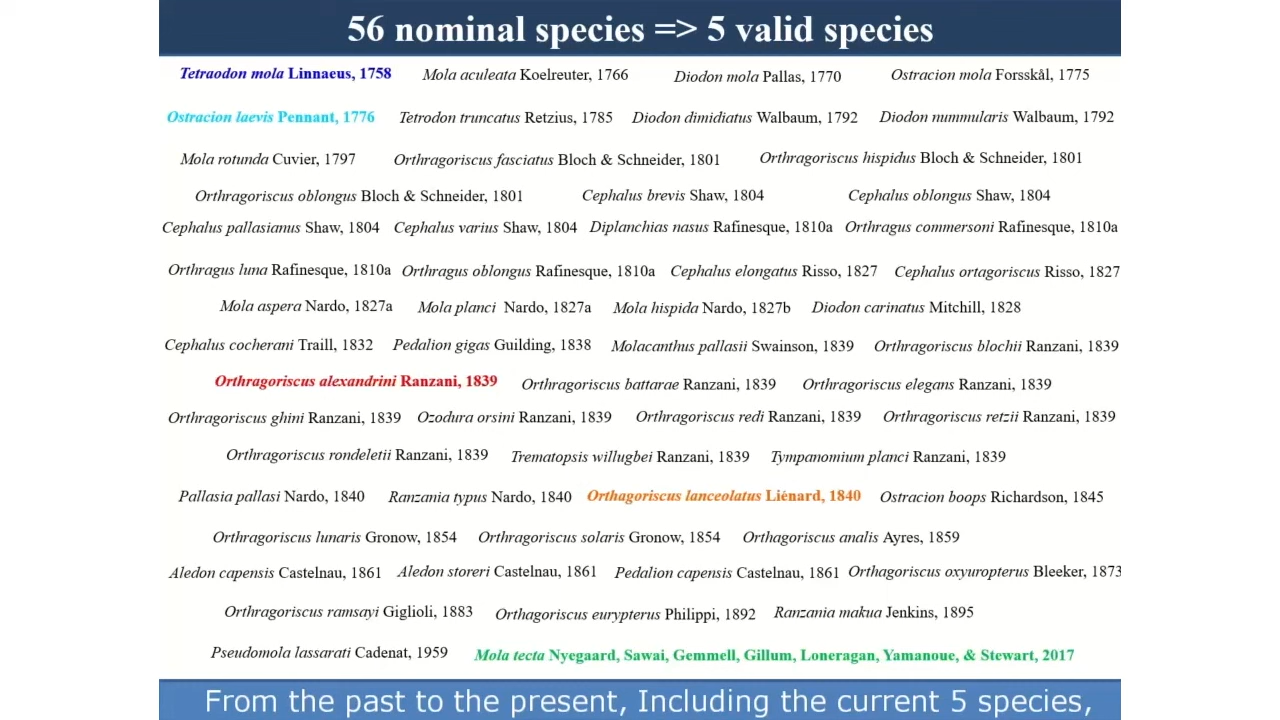 56 nominal species => 5 valid species
Tetraodon mola Linnaeus, 1758 Mola aculeata Koelreuter, 1766 Diodon mola Pallas, 1770 Ostracion mola Forsskål, 1775
Ostracion laevis Pennant, 1776 Tetrodon truncatus Retzius, 1785 Diodon dimidiatus Walbaum, 1792 Diodon nummularis Walbaum, 1792
Mola rotunda Cuvier, 1797 Orthragoriscus fasciatus Bloch & Schneider, 1801 Orthragoriscus hispidus Bloch & Schneider, 1801
Orthragoriscus oblongus Bloch & Schneider, 1801 Cephalus brevis Shaw, 1804 Cephalus oblongus Shaw, 1804
Cephalus pallasianus Shaw, 1804 Cephalus varius Shaw, 1804 Diplanchias nasus Rafinesque, 1810a Orthragus commersoni Rafinesque, 1810a
Orthragus luna Rafinesque, 1810a Orthragus oblongus Rafinesque, 1810a Cephalus elongatus Risso, 1827 Cephalus ortagoriscus Risso, 1827
Mola aspera Nardo, 1827a Mola planci Nardo, 1827a Mola hispida Nardo, 1827b Diodon carinatus Mitchill, 1828
Cephalus cocherani Traill, 1832 Pedalion gigas Guilding, 1838 Molacanthus pallasii Swainson, 1839 Orthragoriscus blochii Ranzani, 1839
Orthragoriscus alexandrini Ranzani, 1839 Orthragoriscus battarae Ranzani, 1839 Orthragoriscus elegans Ranzani, 1839
Orthragoriscus ghini Ranzani, 1839 Ozodura orsini Ranzani, 1839 Orthragoriscus redi Ranzani, 1839 Orthragoriscus retzii Ranzani, 1839
Orthragoriscus rondeletii Ranzani, 1839 Trematopsis willugbei Ranzani, 1839 Tympanomium planci Ranzani, 1839
Pallasia pallasi Nardo, 1840 Ranzania typus Nardo, 1840 Orthagoriscus lanceolatus Liénard, 1840 Ostracion boops Richardson, 1845
Orthragoriscus lunaris Gronow, 1854 Orthragoriscus solaris Gronow, 1854 Orthagoriscus analis Ayres, 1859
Aledon capensis Castelnau, 1861 Aledon storeri Castelnau, 1861 Pedalion capensis Castelnau, 1861 Orthagoriscus oxyuropterus Bleeker, 1873
Orthragoriscus ramsayi Giglioli, 1883 Orthagoriscus eurypterus Philippi, 1892 Ranzania makua Jenkins, 1895
Pseudomola lassarati Cadenat, 1959 Mola tecta Nyegaard, Sawai, Gemmell, Gillum, Loneragan, Yamanoue, & Stewart, 2017
From the past to the present, Including the current 5 species,